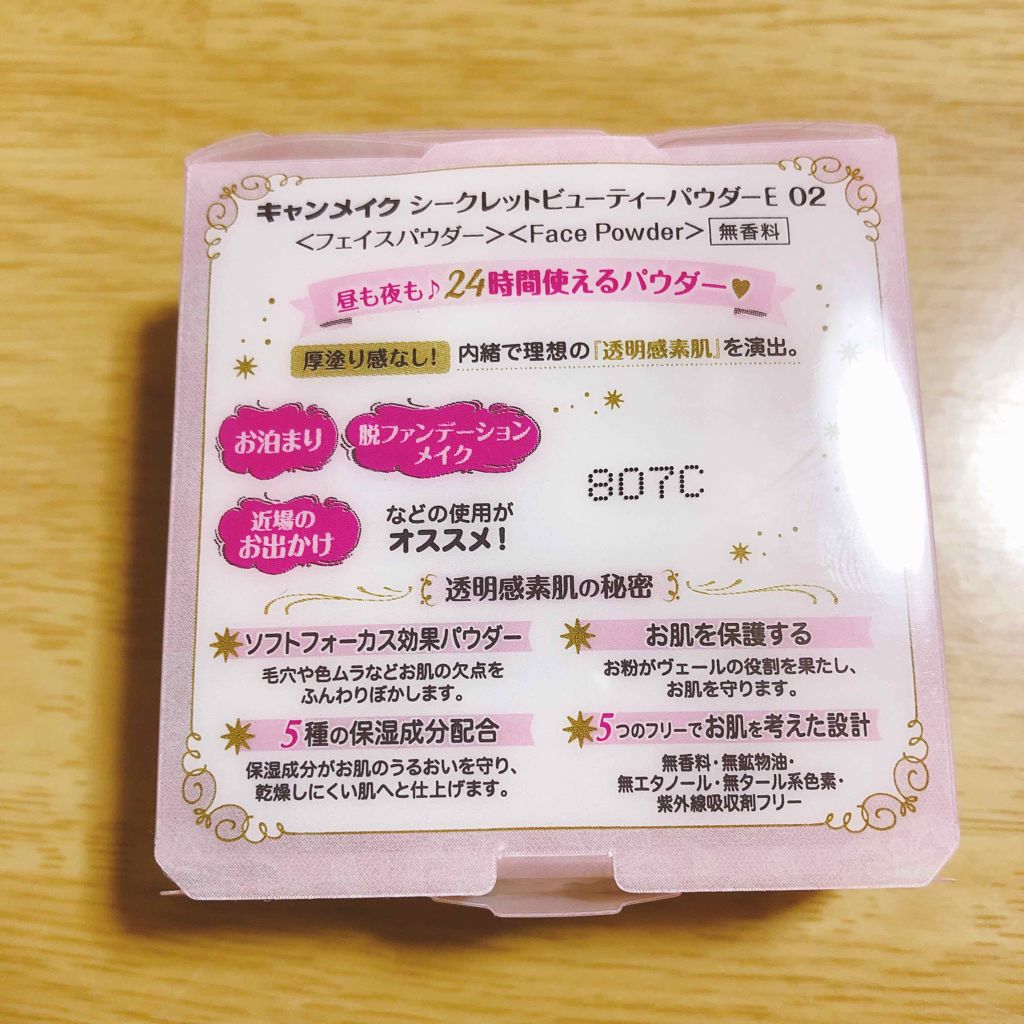 キャンメイク シークレットビューティーパウダーE 02
<フェイスパウダー><Face Powder> 無香料
昼も夜も♪24時間使えるパウダー
厚塗り感なし! 内緒で理想の『透明感素肌』を演出。
お泊まり
脱ファンデーション
メイク
近場の
お出かけ
などの使用が
オススメ!
807C
透明感素肌の秘密
ソフトフォーカス効果パウダー
毛穴や色ムラなどお肌の欠点を
ふんわりぼかします。
お肌を保護する
お粉がヴェールの役割を果たし、
お肌を守ります。
5種の保湿成分配合
保湿成分がお肌のうるおいを守り、
乾燥しにくい肌へと仕上げます。
5つのフリーでお肌を考えた設計
無香料・無鉱物油・
無エタノール・無タール系色素・
紫外線吸収剤フリー